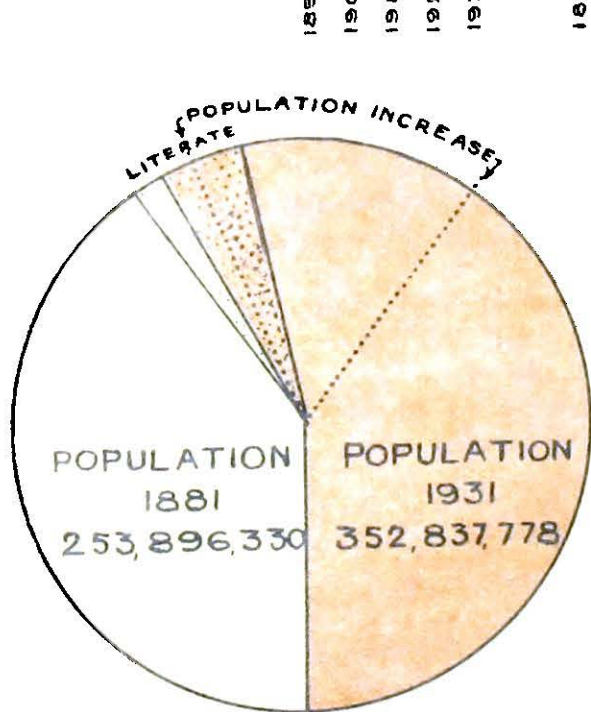 POPULATION INCREASE
LITERATE
POPULATION
1881
253,896,330
POPULATION
1931
352,837,778